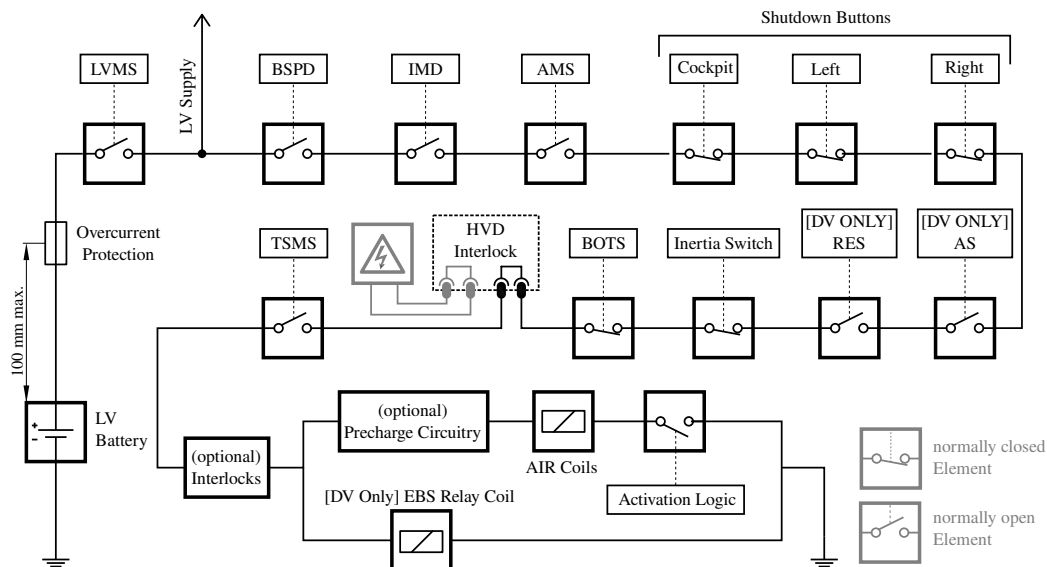 Shutdown Buttons
LVMS
LV Supply
BSPD
IMD
AMS
Cockpit
Left
Right
Overcurrent
Protection
100 mm max.
TSMS
HVD
Interlock
BOTS
Inertia Switch
[DV ONLY]
RES
[DV ONLY]
AS
+
-
LV
Battery
(optional)
Interlocks
(optional)
Precharge Circuitry
AIR Coils
Activation Logic
[DV Only] EBS Relay Coil
normally closed
Element
normally open
Element